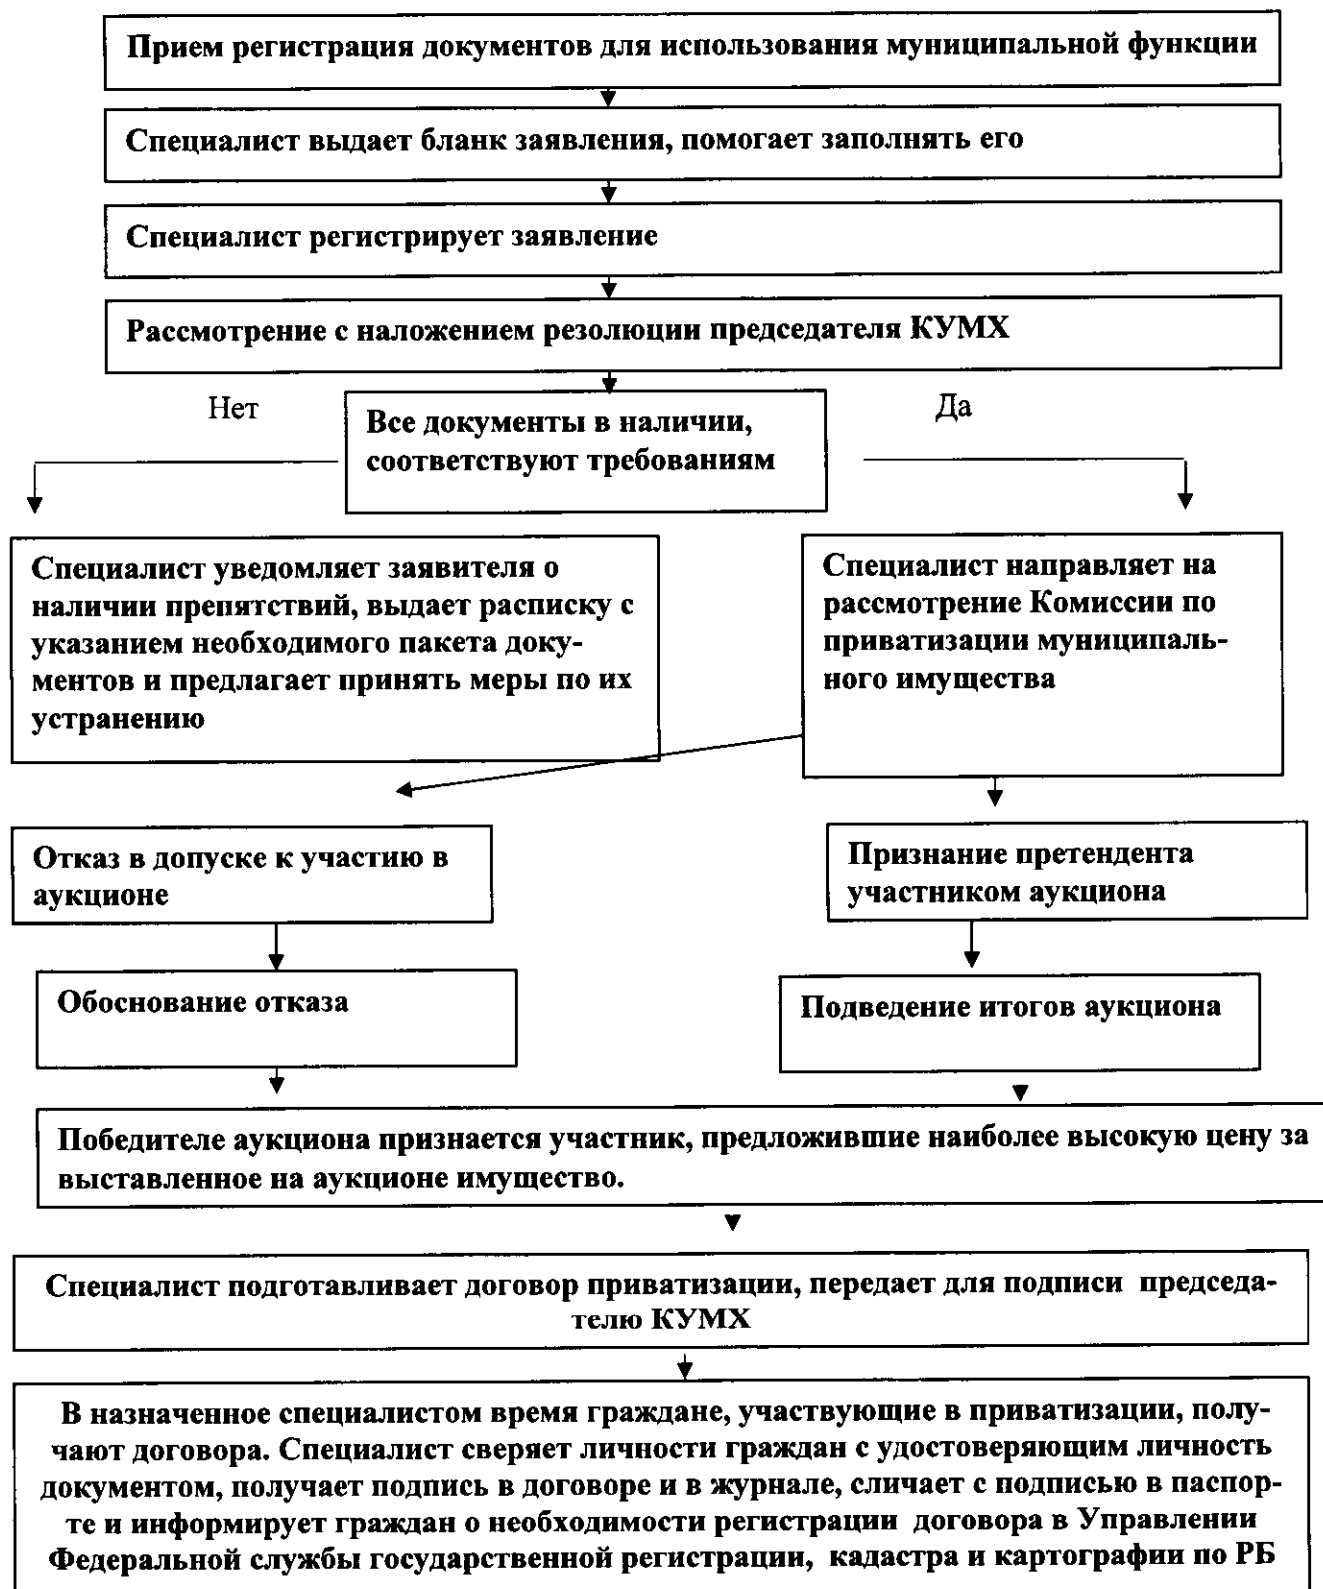 Прием регистрация документов для использования муниципальной функции
Специалист выдает бланк заявления, помогает заполнять его
Специалист регистрирует заявление
Рассмотрение с наложением резолюции председателя КУМХ
Нет
Все документы в наличии,
соответствуют требованиям
Да
Специалист уведомляет заявителя о
наличии препятствий, выдает расписку с
указанием необходимого пакета доку-
ментов и предлагает принять меры по их
устранению
Специалист направляет на
рассмотрение Комиссии по
приватизации муниципаль-
ного имущества
Отказ в допуске к участию в
аукционе
Признание претендента
участником аукциона
Обоснование отказа
Подведение итогов аукциона
Победителе аукциона признается участник, предложившие наиболее высокую цену за
выставленное на аукционе имущество.
Специалист подготавливает договор приватизации, передает для подписи председа-
телю КУМХ
В назначенное специалистом время граждане, участвующие в приватизации, полу-
чают договора. Специалист сверяет личности граждан с удостоверяющим личность
документом, получает подпись в договоре и в журнале, сличает с подписью в паспор-
те и информирует граждан о необходимости регистрации договора в Управлении
Федеральной службы государственной регистрации, кадастра и картографии по РБ